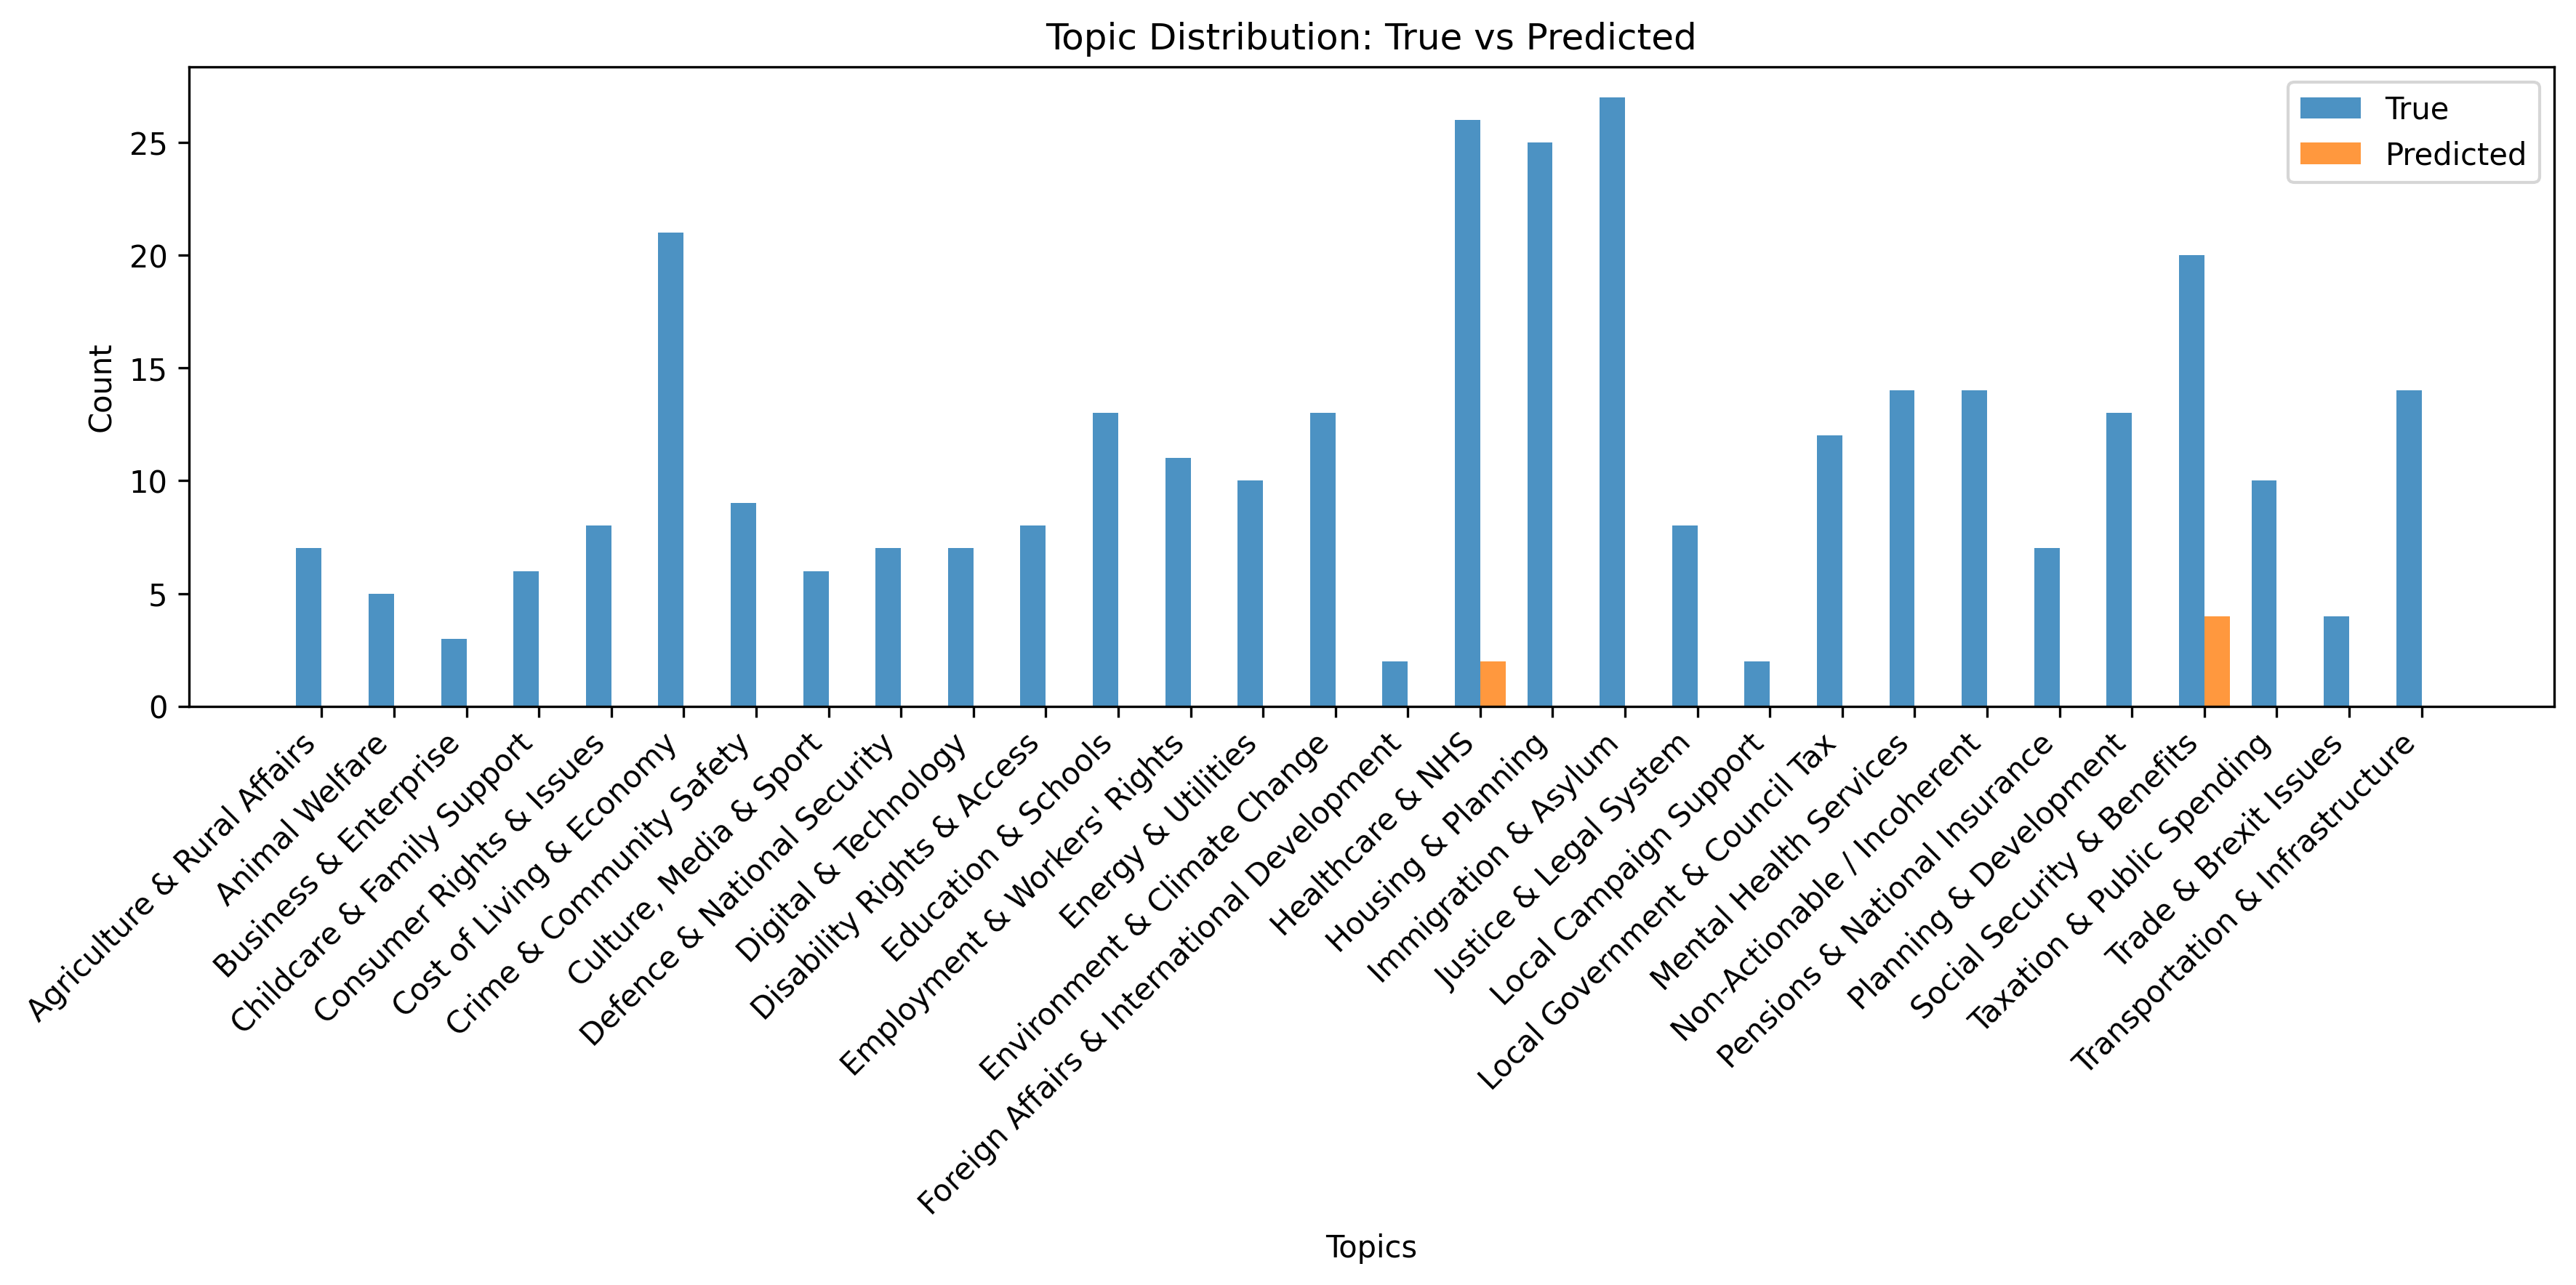 Topic Distribution: True vs Predicted
True
Predicted
Count
25
20
15
10
5
0
Agriculture & Rural Affairs
Animal Welfare
Business & Enterprise
Childcare & Family Support
Consumer Rights & Issues
Cost of Living & Economy
Crime & Community Safety
Culture, Media & Sport
Defence & National Security
Digital & Technology
Disability Rights & Access
Education & Schools
Employment & Workers' Rights
Energy & Utilities
Environment & Climate Change
Foreign Affairs & International Development
Healthcare & NHS
Housing & Planning
Immigration & Asylum
Justice & Legal System
Local Campaign Support
Local Government & Council Tax
Mental Health Services
Non-Actionable / Incoherent
Pensions & National Insurance
Planning & Development
Social Security & Benefits
Taxation & Public Spending
Trade & Brexit Issues
Transportation & Infrastructure
Topics